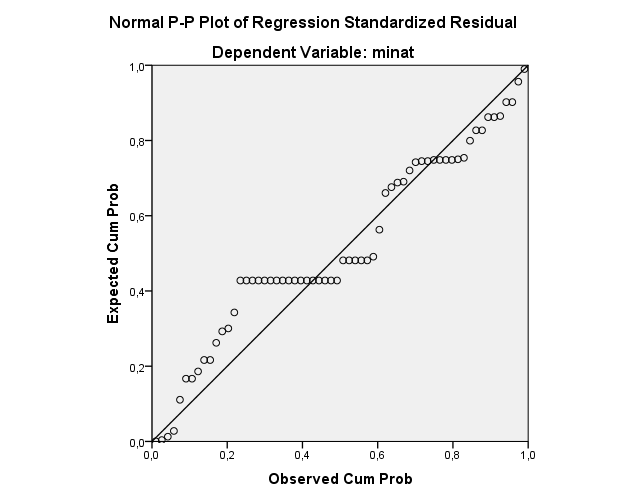 Normal P-P Plot of Regression Standardized Residual
Dependent Variable: minat
1,0
0,8
0,6
0,4
0,2
0,0
Expected Cum Prob
0,0 0,2 0,4 0,6 0,8 1,0
Observed Cum Prob